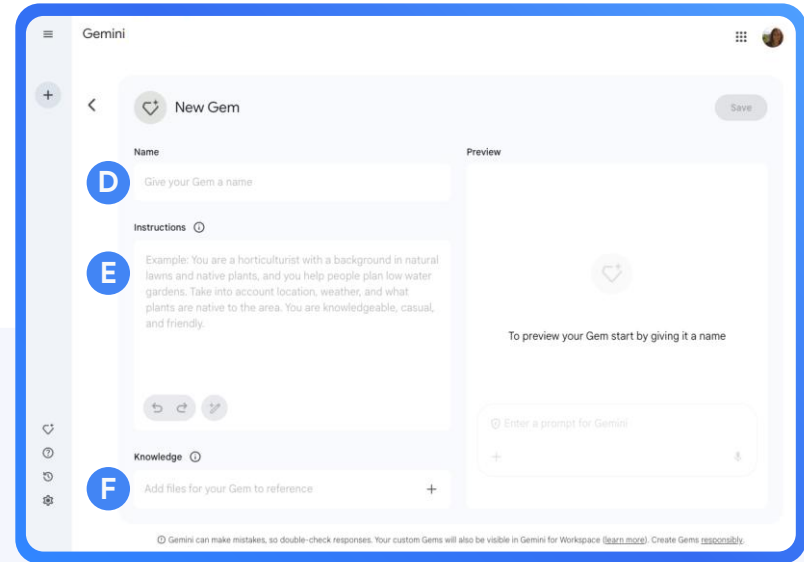 Gemini
New Gem
Save
Name
D
Give your Gem a name
Instructions
E
Example: You are a horticulturist with a background in natural
lawns and native plants, and you help people plan low water
gardens. Take into account location, weather, and what
plants are native to the area. You are knowledgeable, casual,
and friendly.
Knowledge
F
Add files for your Gem to reference
Preview
To preview your Gem start by giving it a name
Enter a prompt for Gemini
Gemini can make mistakes, so double-check responses. Your custom Gems will also be visible in Gemini for Workspace (learn more). Create Gems responsibly.